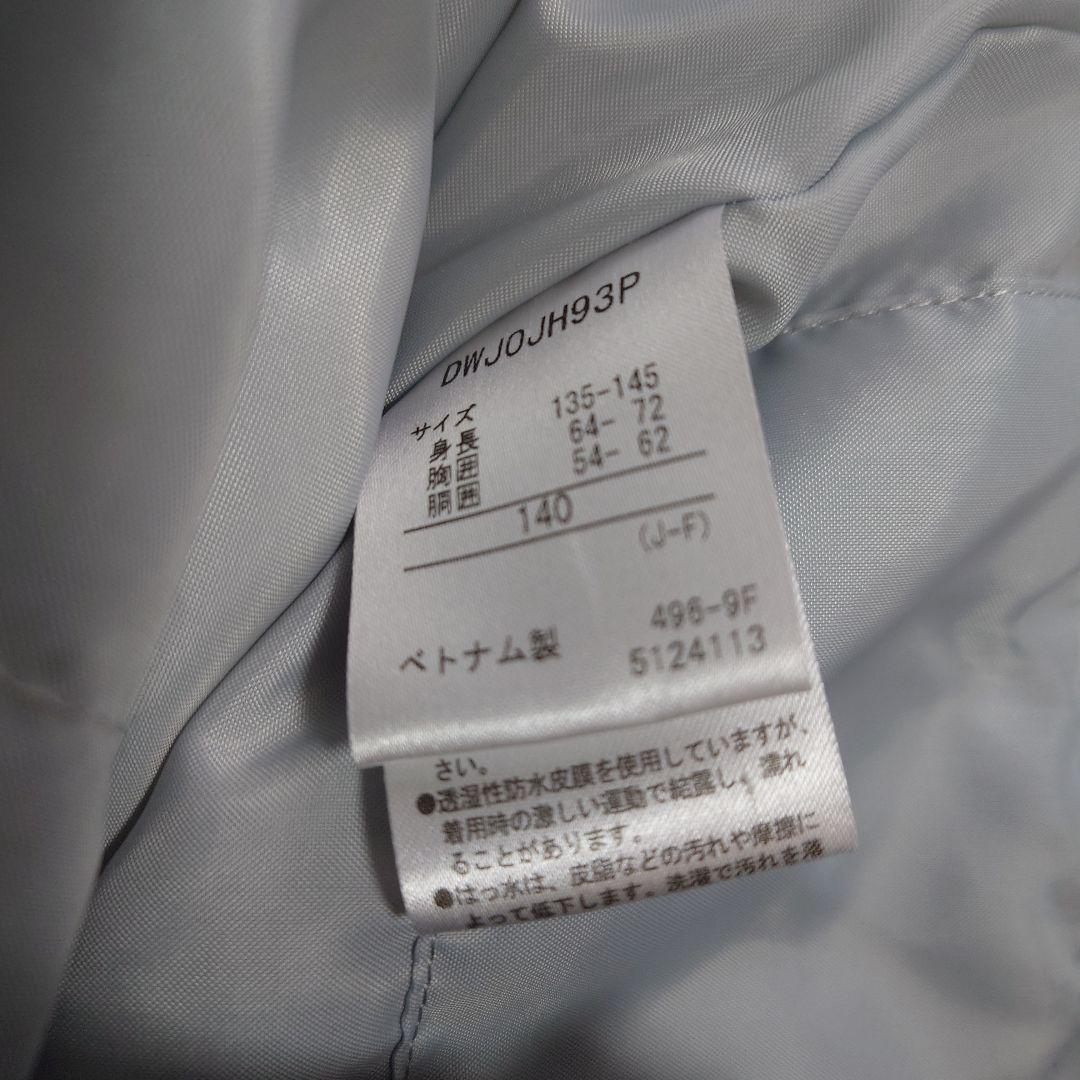 DWJOJH93P
サイズ
身長 135-145
胸囲 64- 72
胴囲 54- 62
140
(J-F)
496-9F
ベトナム製 5124113
さい。
●透湿性防水皮膜を使用していますが、
着用時の激しい運動で結露し、濡れ
ることがあります。
●はっ水は、皮脂などの汚れや摩擦に
よって低下します。洗濯で汚れを落